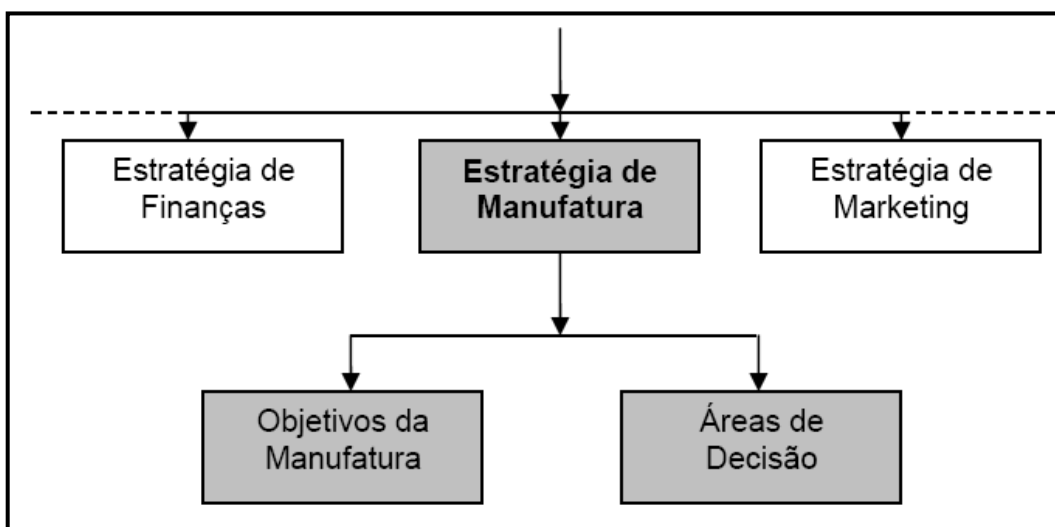 Estratégia de
Finanças
Estratégia de
Manufatura
Estratégia de
Marketing
Objetivos da
Manufatura
Áreas de
Decisão